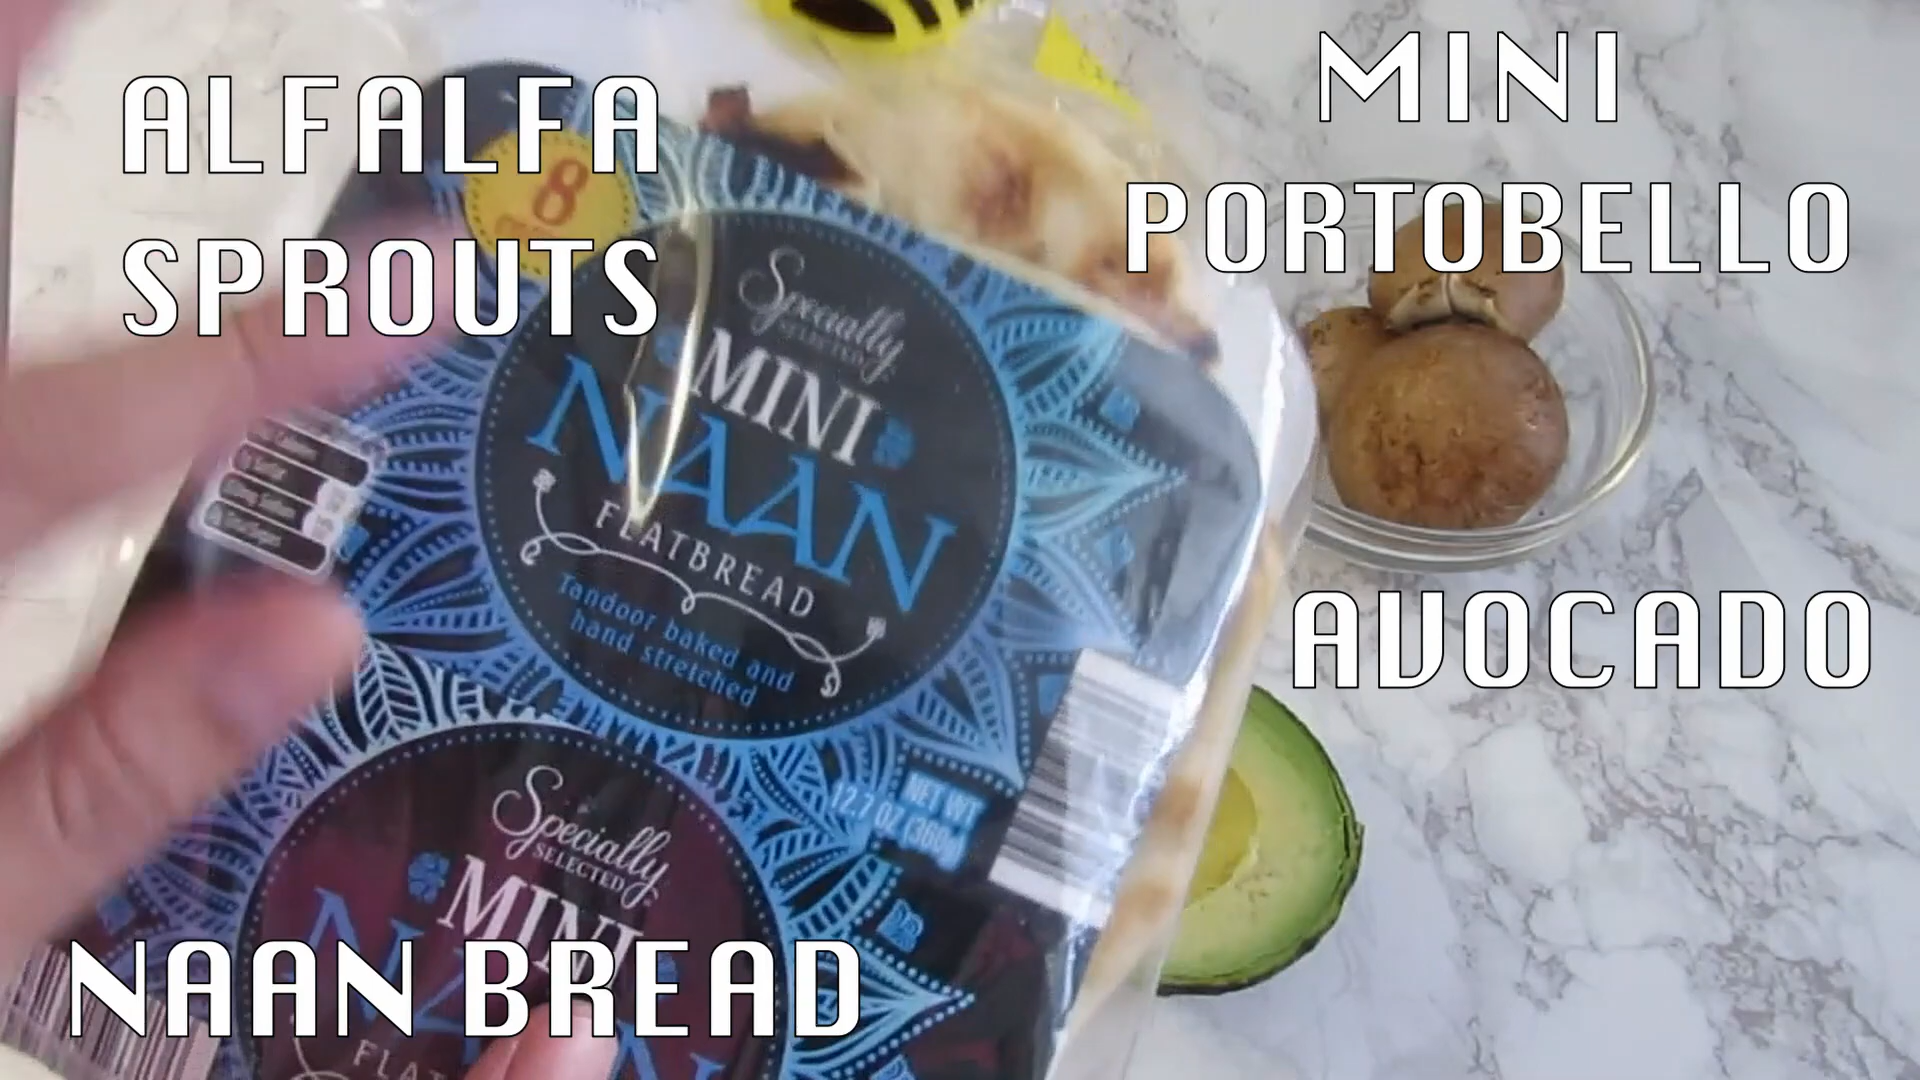 ALFALFA
SPROUTS
MINI
PORTOBELLO
AVOCADO
NAAN BREAD
8
Specially
SELECTED
MINI
NAAN
FLATBREAD
Tandoor baked and
hand stretched
NET WT
12.7 OZ (360g)
Specially
SELECTED
MINI